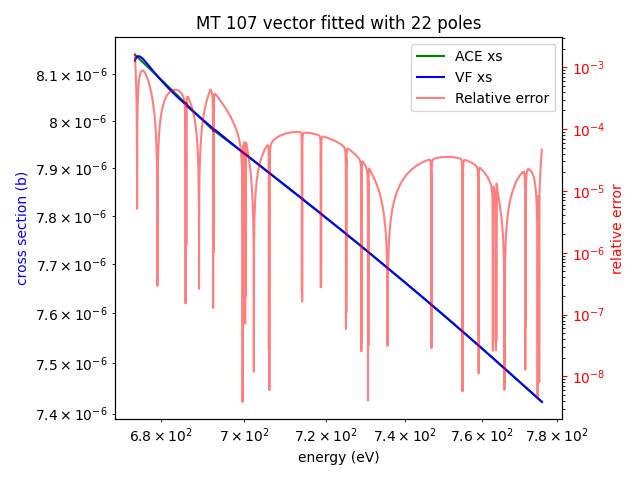 MT 107 vector fitted with 22 poles
ACE xs
VF xs
Relative error
8.1 × 10⁻⁶
8 × 10⁻⁶
7.9 × 10⁻⁶
7.8 × 10⁻⁶
7.7 × 10⁻⁶
7.6 × 10⁻⁶
7.5 × 10⁻⁶
7.4 × 10⁻⁶
cross section (b)
10⁻³
10⁻⁴
10⁻⁵
10⁻⁶
10⁻⁷
10⁻⁸
relative error
6.8 × 10² 7 × 10² 7.2 × 10² 7.4 × 10² 7.6 × 10² 7.8 × 10²
energy (eV)